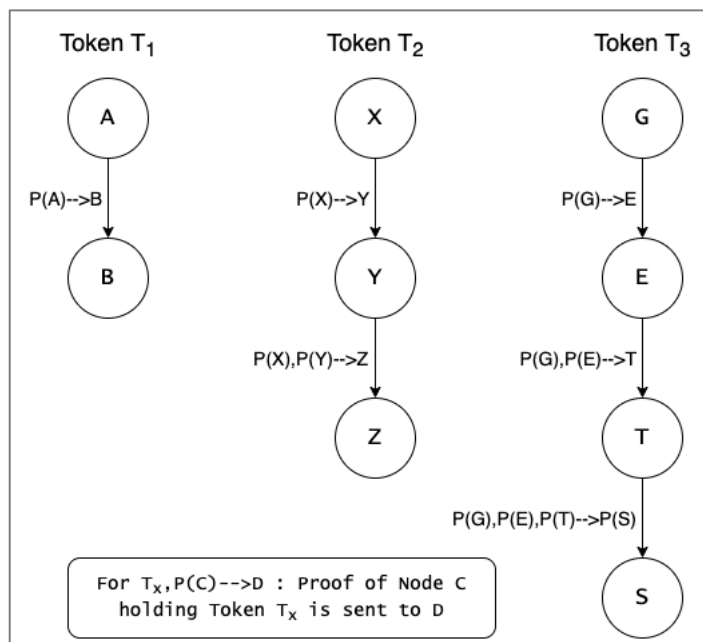 Token T₁ Token T₂ Token T₃
A X G
P(A)-->B P(X)-->Y P(G)-->E
B Y E
P(X),P(Y)-->Z P(G),P(E)-->T
Z T
P(G),P(E),P(T)-->P(S)
For Tₓ,P(C)-->D : Proof of Node C
holding Token Tₓ is sent to D
S